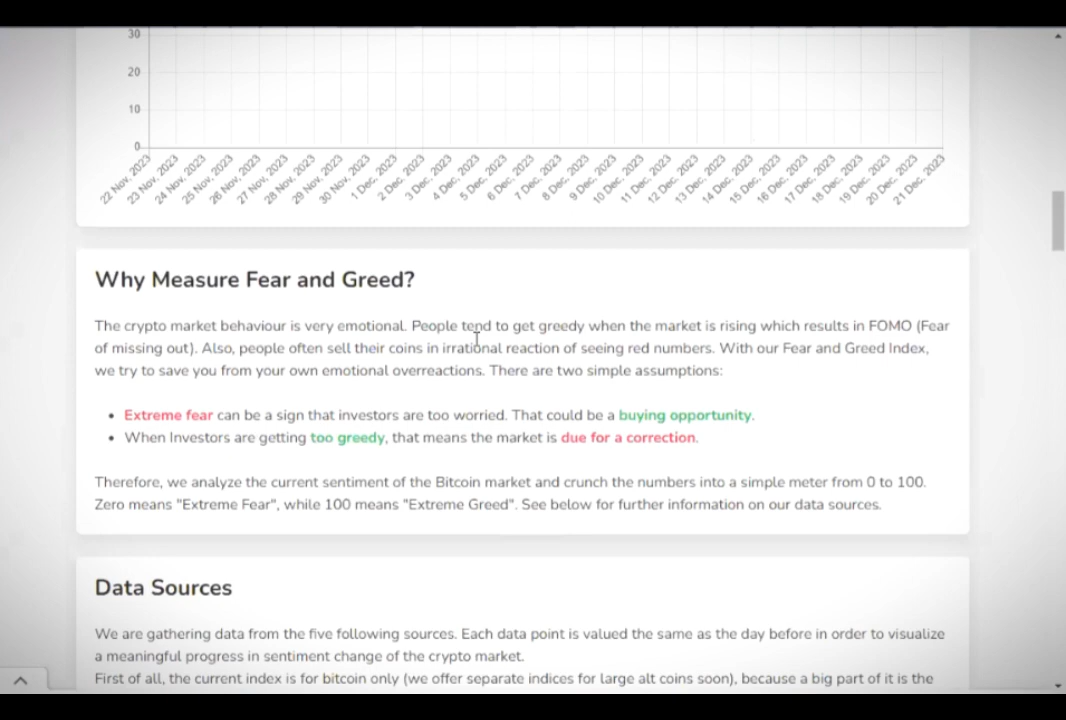 30
20
10
0
22 Nov, 2023
23 Nov, 2023
24 Nov, 2023
25 Nov, 2023
26 Nov, 2023
27 Nov, 2023
28 Nov, 2023
29 Nov, 2023
30 Nov, 2023
1 Dec, 2023
2 Dec, 2023
3 Dec, 2023
4 Dec, 2023
5 Dec, 2023
6 Dec, 2023
7 Dec, 2023
8 Dec, 2023
9 Dec, 2023
10 Dec, 2023
11 Dec, 2023
12 Dec, 2023
13 Dec, 2023
14 Dec, 2023
15 Dec, 2023
16 Dec, 2023
17 Dec, 2023
18 Dec, 2023
19 Dec, 2023
20 Dec, 2023
21 Dec, 2023
Why Measure Fear and Greed?
The crypto market behaviour is very emotional. People tend to get greedy when the market is rising which results in FOMO (Fear
of missing out). Also, people often sell their coins in irrational reaction of seeing red numbers. With our Fear and Greed Index,
we try to save you from your own emotional overreactions. There are two simple assumptions:
• Extreme fear can be a sign that investors are too worried. That could be a buying opportunity.
• When Investors are getting too greedy, that means the market is due for a correction.
Therefore, we analyze the current sentiment of the Bitcoin market and crunch the numbers into a simple meter from 0 to 100.
Zero means "Extreme Fear", while 100 means "Extreme Greed". See below for further information on our data sources.
Data Sources
We are gathering data from the five following sources. Each data point is valued the same as the day before in order to visualize
a meaningful progress in sentiment change of the crypto market.
First of all, the current index is for bitcoin only (we offer separate indices for large alt coins soon), because a big part of it is the